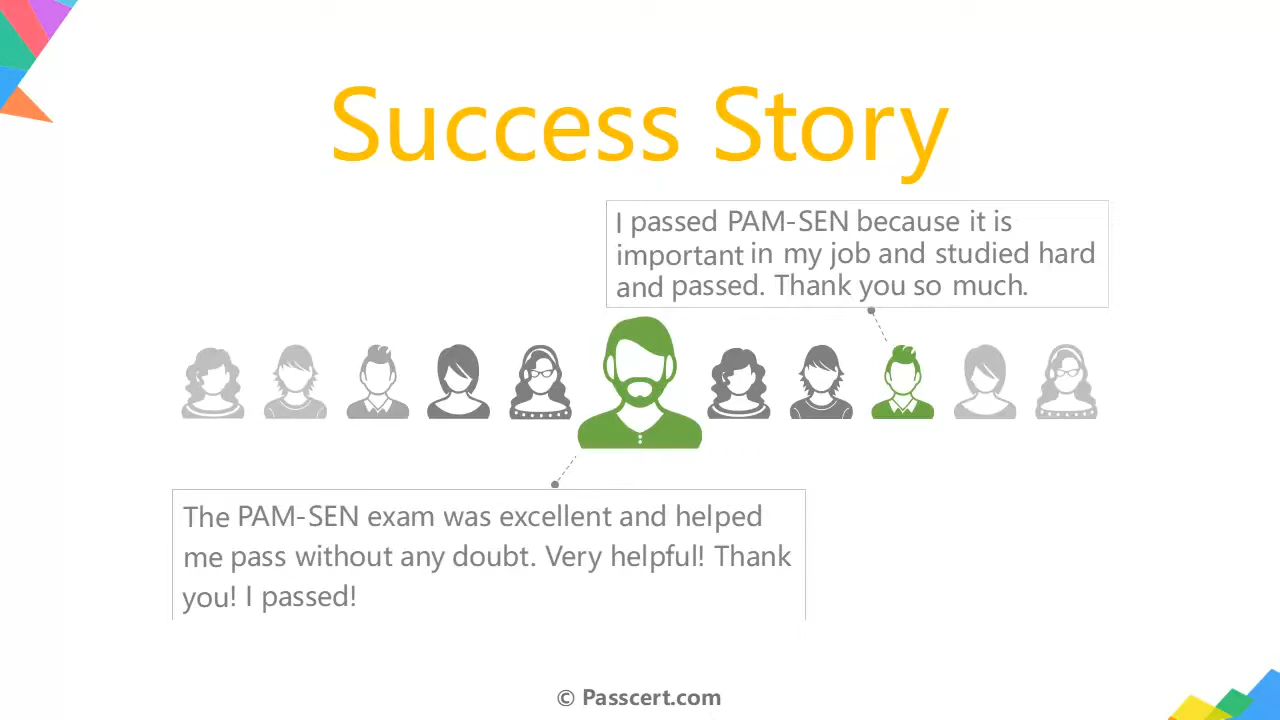 Success Story
I passed PAM-SEN because it is
important in my job and studied hard
and passed. Thank you so much.
The PAM-SEN exam was excellent and helped
me pass without any doubt. Very helpful! Thank
you! I passed!
© Passcert.com